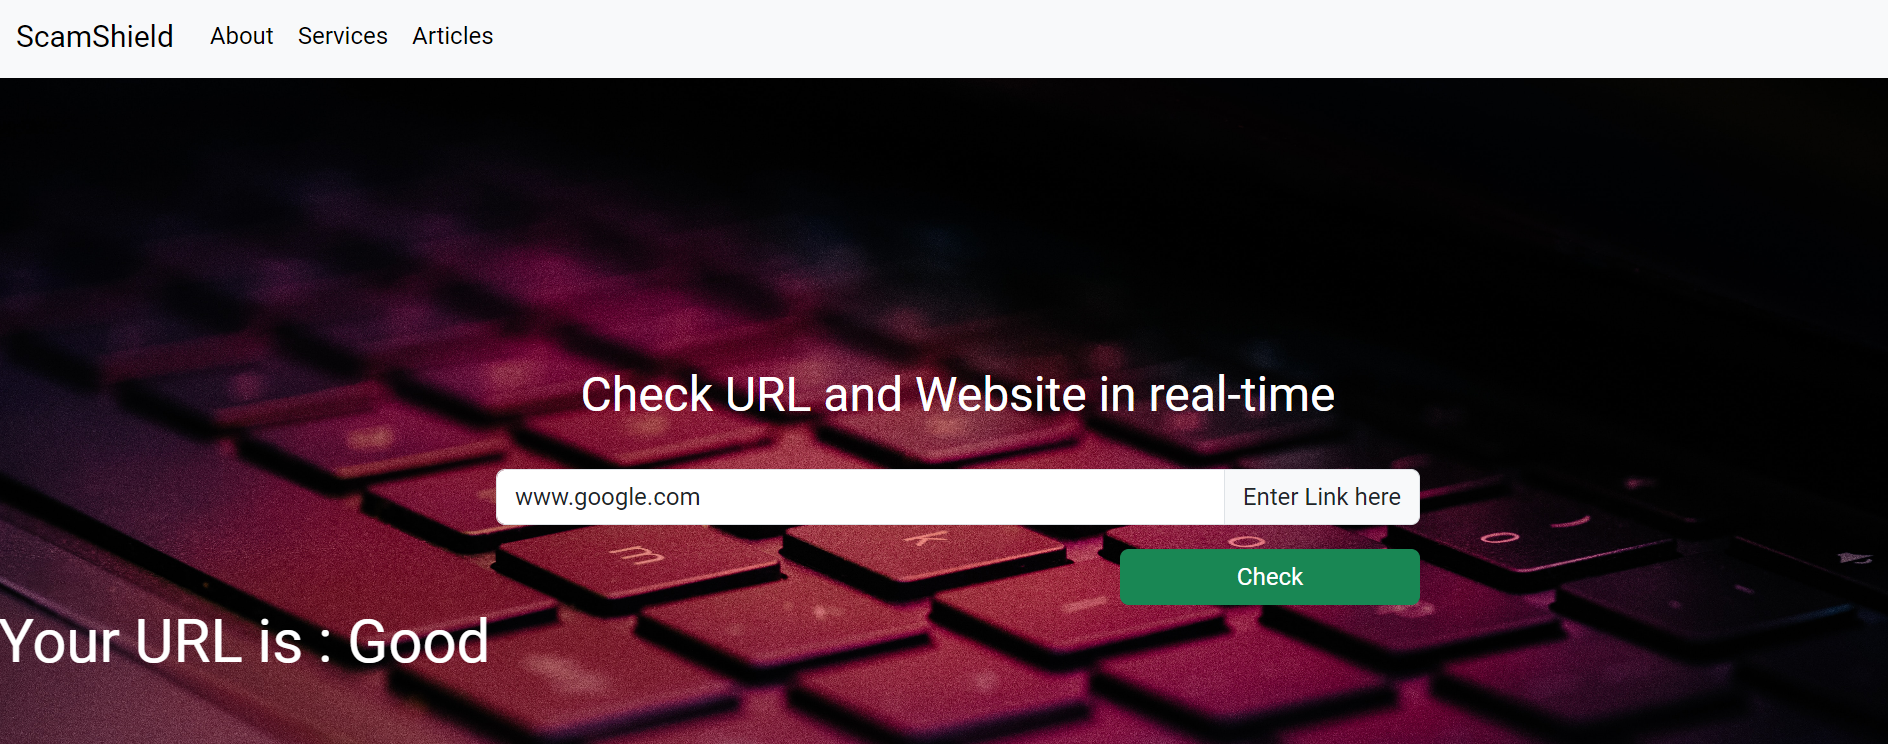 ScamShield About Services Articles
Check URL and Website in real-time
www.google.com Enter Link here
m k o o
Check
Your URL is : Good